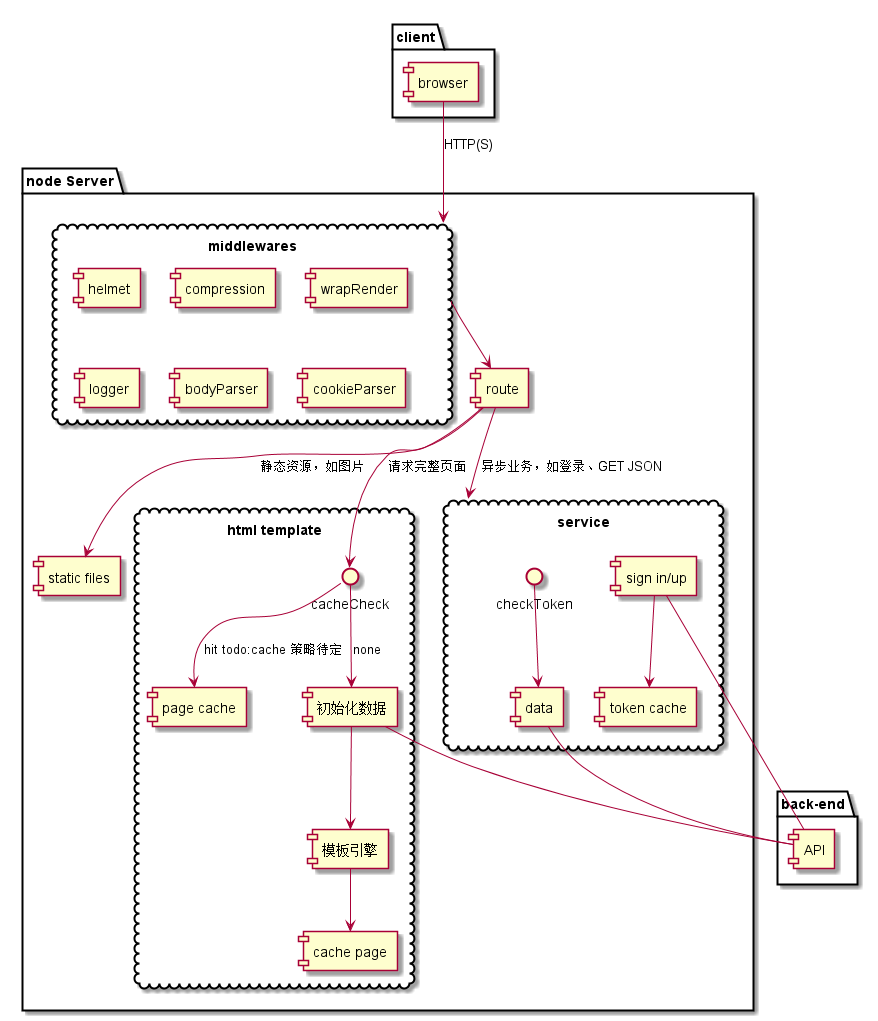 client
browser
HTTP(S)
node Server
middlewares
helmet
compression
wrapRender
logger
bodyParser
cookieParser
route
静态资源，如图片
请求完整页面
异步业务，如登录、GET JSON
html template
service
static files
cacheCheck
checkToken
sign in/up
hit todo:cache 策略待定
none
page cache
初始化数据
data
token cache
back-end
API
模板引擎
cache page